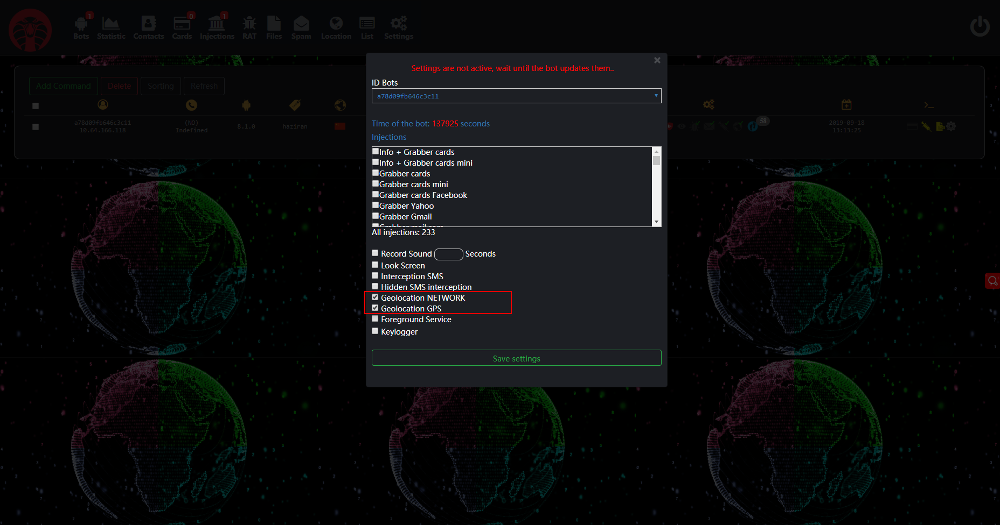 1
0
1
Bots
Statistic
Contacts
Cards
Injections
RAT
Files
Spam
Location
List
Settings
Settings are not active, wait until the bot updates them..
ID Bots
a78d09fb646c3c11
Add Command
Delete
Sorting
Refresh
a78d09fb646c3c11
10.64.166.118
(NO)
Indefined
8.1.0
haziran
58
2019-09-18
13:13:25
Time of the bot: 137925 seconds
Injections
Info + Grabber cards
Info + Grabber cards mini
Grabber cards
Grabber cards mini
Grabber cards Facebook
Grabber Yahoo
Grabber Gmail
All injections: 233
Record Sound Seconds
Look Screen
Interception SMS
Hidden SMS interception
Geolocation NETWORK
Geolocation GPS
Foreground Service
Keylogger
Save settings